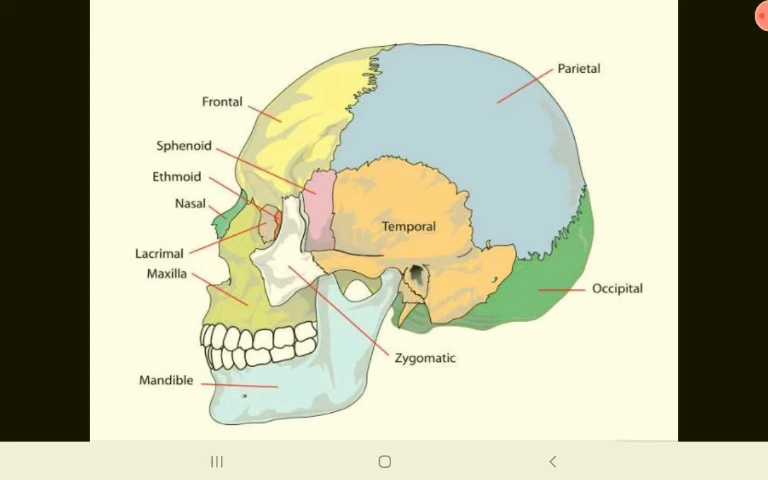 Parietal
Frontal
Sphenoid
Ethmoid
Nasal
Temporal
Lacrimal
Maxilla
Occipital
Zygomatic
Mandible